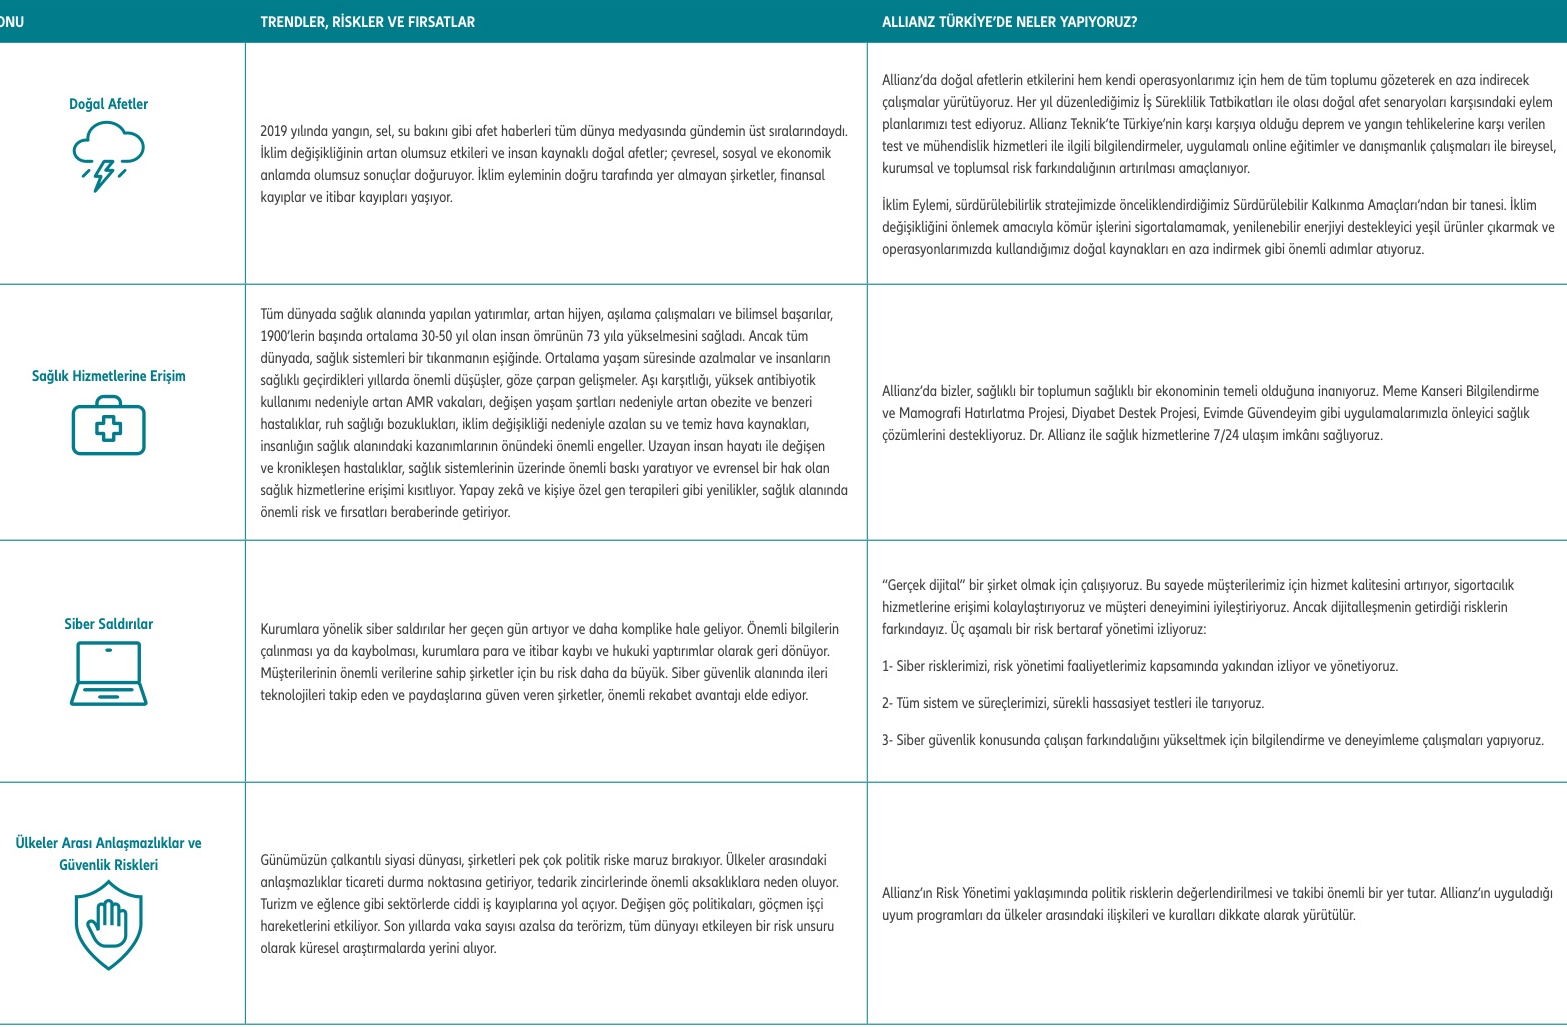 ONU
TRENDLER, RİSKLER VE FIRSATLAR
ALLIANZ TÜRKİYE'DE NELER YAPIYORUZ?
Doğal Afetler
2019 yılında yangın, sel, su bakını gibi afet haberleri tüm dünya medyasında gündemin üst sıralarındaydı.
İklim değişikliğinin artan olumsuz etkileri ve insan kaynaklı doğal afetler; çevresel, sosyal ve ekonomik
anlamda olumsuz sonuçlar doğuruyor. İklim eyleminin doğru tarafında yer almayan şirketler, finansal
kayıplar ve itibar kayıpları yaşıyor.
Allianz'da doğal afetlerin etkilerini hem kendi operasyonlarımız için hem de tüm toplumu gözeterek en aza indirecek
çalışmalar yürütüyoruz. Her yıl düzenlediğimiz İş Süreklilik Tatbikatları ile olası doğal afet senaryoları karşısındaki eylem
planlarımızı test ediyoruz. Allianz Teknik'te Türkiye'nin karşı karşıya olduğu deprem ve yangın tehlikelerine karşı verilen
test ve mühendislik hizmetleri ile ilgili bilgilendirmeler, uygulamalı online eğitimler ve danışmanlık çalışmaları ile bireysel,
kurumsal ve toplumsal risk farkındalığının artırılması amaçlanıyor.
İklim Eylemi, sürdürülebilirlik stratejimizde önceliklendirdiğimiz Sürdürülebilir Kalkınma Amaçları'ndan bir tanesi. İklim
değişikliğini önlemek amacıyla kömür işlerini sigortalamamak, yenilenebilir enerjiyi destekleyici yeşil ürünler çıkarmak ve
operasyonlarımızda kullandığımız doğal kaynakları en aza indirmek gibi önemli adımlar atıyoruz.
Sağlık Hizmetlerine Erişim
Tüm dünyada sağlık alanında yapılan yatırımlar, artan hijyen, aşılama çalışmaları ve bilimsel başarılar,
1900'lerin başında ortalama 30-50 yıl olan insan ömrünün 73 yıla yükselmesini sağladı. Ancak tüm
dünyada, sağlık sistemleri bir tıkanmanın eşiğinde. Ortalama yaşam süresinde azalmalar ve insanların
sağlıklı geçirdikleri yıllarda önemli düşüşler, göze çarpan gelişmeler. Aşı karşıtlığı, yüksek antibiyotik
kullanımı nedeniyle artan AMR vakaları, değişen yaşam şartları nedeniyle artan obezite ve benzeri
hastalıklar, ruh sağlığı bozuklukları, iklim değişikliği nedeniyle azalan su ve temiz hava kaynakları,
insanlığın sağlık alanındaki kazanımlarının önündeki önemli engeller. Uzayan insan hayatı ile değişen
ve kronikleşen hastalıklar, sağlık sistemlerinin üzerinde önemli baskı yaratıyor ve evrensel bir hak olan
sağlık hizmetlerine erişimi kısıtlıyor. Yapay zekâ ve kişiye özel gen terapileri gibi yenilikler, sağlık alanında
önemli risk ve fırsatları beraberinde getiriyor.
Allianz'da bizler, sağlıklı bir toplumun sağlıklı bir ekonominin temeli olduğuna inanıyoruz. Meme Kanseri Bilgilendirme
ve Mamografi Hatırlatma Projesi, Diyabet Destek Projesi, Evimde Güvendeyim gibi uygulamalarımızla önleyici sağlık
çözümlerini destekliyoruz. Dr. Allianz ile sağlık hizmetlerine 7/24 ulaşım imkânı sağlıyoruz.
Siber Saldırılar
Kurumlara yönelik siber saldırılar her geçen gün artıyor ve daha komplike hale geliyor. Önemli bilgilerin
çalınması ya da kaybolması, kurumlara para ve itibar kaybı ve hukuki yaptırımlar olarak geri dönüyor.
Müşterilerinin önemli verilerine sahip şirketler için bu risk daha da büyük. Siber güvenlik alanında ileri
teknolojileri takip eden ve paydaşlarına güven veren şirketler, önemli rekabet avantajı elde ediyor.
“Gerçek dijital” bir şirket olmak için çalışıyoruz. Bu sayede müşterilerimiz için hizmet kalitesini artırıyor, sigortacılık
hizmetlerine erişimi kolaylaştırıyoruz ve müşteri deneyimini iyileştiriyoruz. Ancak dijitalleşmenin getirdiği risklerin
farkındayız. Üç aşamalı bir risk bertaraf yönetimi izliyoruz:
1- Siber risklerimizi, risk yönetimi faaliyetlerimiz kapsamında yakından izliyor ve yönetiyoruz.
2- Tüm sistem ve süreçlerimizi, sürekli hassasiyet testleri ile tarıyoruz.
3- Siber güvenlik konusunda çalışan farkındalığını yükseltmek için bilgilendirme ve deneyimleme çalışmaları yapıyoruz.
Ülkeler Arası Anlaşmazlıklar ve
Güvenlik Riskleri
Günümüzün çalkantılı siyasi dünyası, şirketleri pek çok politik riske maruz bırakıyor. Ülkeler arasındaki
anlaşmazlıklar ticareti durma noktasına getiriyor, tedarik zincirlerinde önemli aksaklıklara neden oluyor.
Turizm ve eğlence gibi sektörlerde ciddi iş kayıplarına yol açıyor. Değişen göç politikaları, göçmen işçi
hareketlerini etkiliyor. Son yıllarda vaka sayısı azalsa da terörizm, tüm dünyayı etkileyen bir risk unsuru
olarak küresel araştırmalarda yerini alıyor.
Allianz'ın Risk Yönetimi yaklaşımında politik risklerin değerlendirilmesi ve takibi önemli bir yer tutar. Allianz'ın uyguladığı
uyum programları da ülkeler arasındaki ilişkileri ve kuralları dikkate alarak yürütülür.